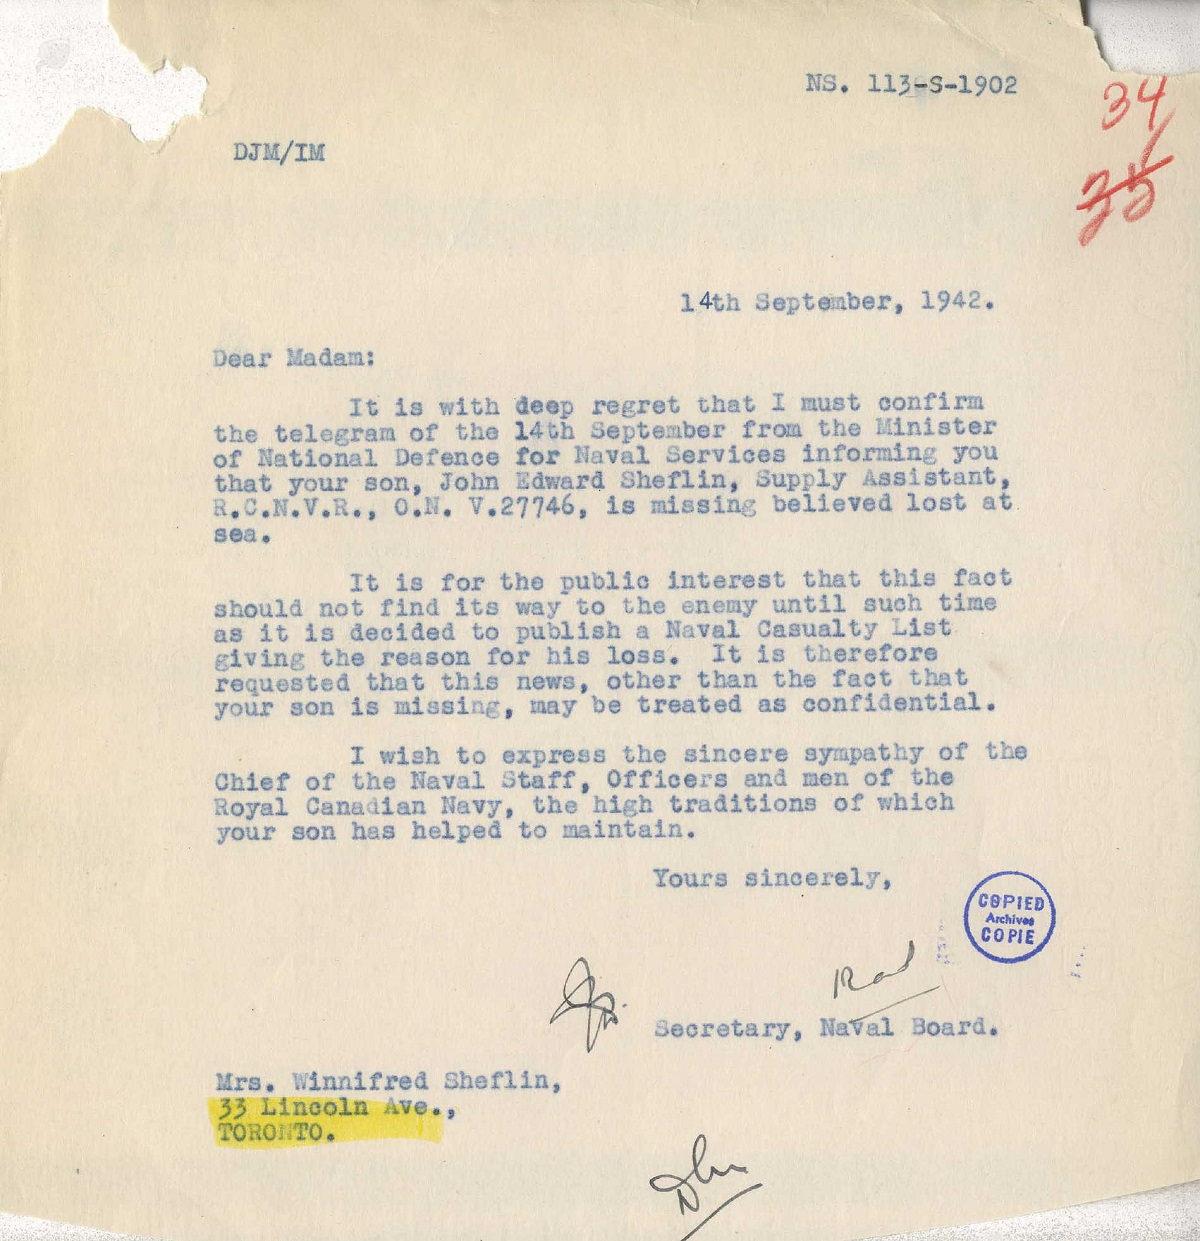 NS. 113-S-1902
34
35
DJM/IM
14th September, 1942.
Dear Madam:
It is with deep regret that I must confirm
the telegram of the 14th September from the Minister
of National Defence for Naval Services informing you
that your son, John Edward Sheflin, Supply Assistant,
R.C.N.V.R., O.N. V.27746, is missing believed lost at
sea.
It is for the public interest that this fact
should not find its way to the enemy until such time
as it is decided to publish a Naval Casualty List
giving the reason for his loss. It is therefore
requested that this news, other than the fact that
your son is missing, may be treated as confidential.
I wish to express the sincere sympathy of the
Chief of the Naval Staff, Officers and men of the
Royal Canadian Navy, the high traditions of which
your son has helped to maintain.
Yours sincerely,
COPIED
Archives
COPIE
Secretary, Naval Board.
Mrs. Winnifred Sheflin,
33 Lincoln Ave.,
TORONTO.